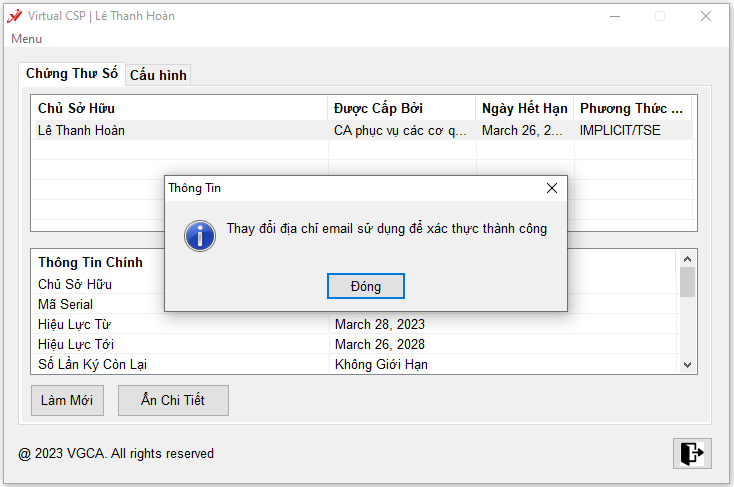 Virtual CSP | Lê Thanh Hoàn
Menu
Chứng Thư Số Cấu hình
Chủ Sở Hữu Được Cấp Bởi Ngày Hết Hạn Phương Thức ...
Lê Thanh Hoàn CA phục vụ các cơ q... March 26, 2... IMPLICIT/TSE
Thông Tin
Thay đổi địa chỉ email sử dụng để xác thực thành công
Đóng
Thông Tin Chính
Chủ Sở Hữu
Mã Serial
Hiệu Lực Từ March 28, 2023
Hiệu Lực Tới March 26, 2028
Số Lần Ký Còn Lại Không Giới Hạn
Làm Mới Ẩn Chi Tiết
@ 2023 VGCA. All rights reserved